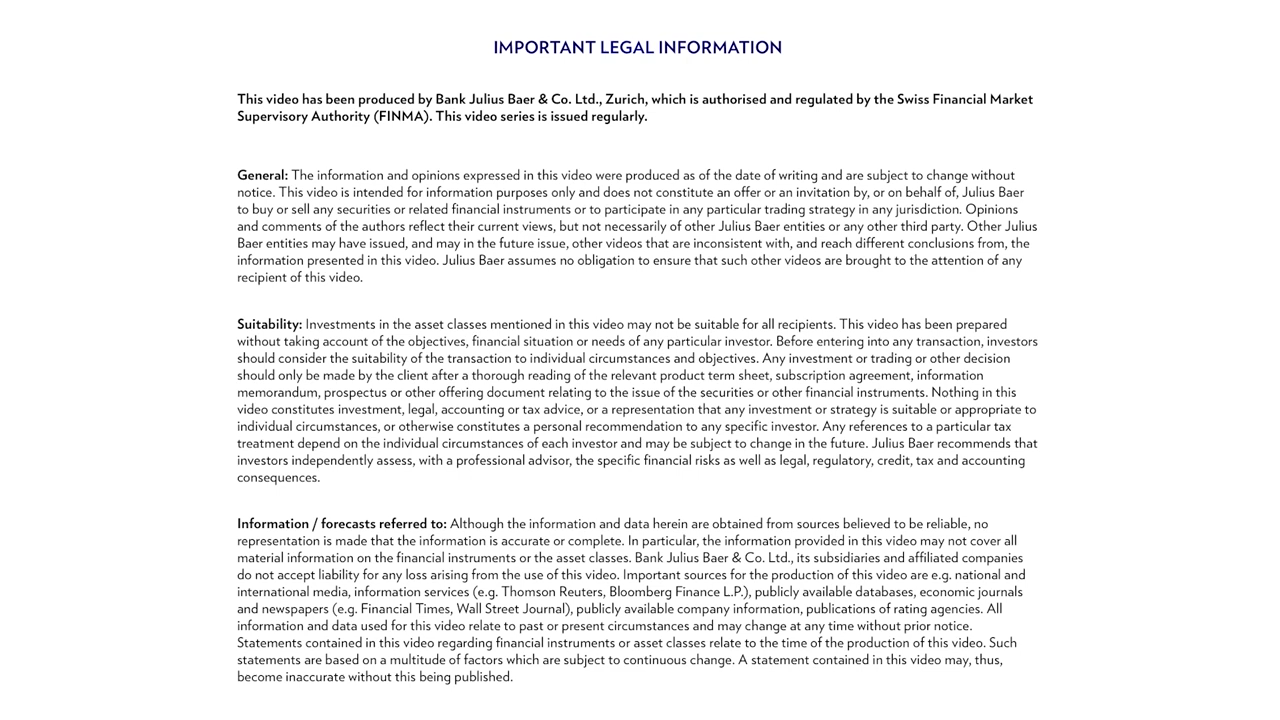 IMPORTANT LEGAL INFORMATION
This video has been produced by Bank Julius Baer & Co. Ltd., Zurich, which is authorised and regulated by the Swiss Financial Market
Supervisory Authority (FINMA). This video series is issued regularly.
General: The information and opinions expressed in this video were produced as of the date of writing and are subject to change without
notice. This video is intended for information purposes only and does not constitute an offer or an invitation by, or on behalf of, Julius Baer
to buy or sell any securities or related financial instruments or to participate in any particular trading strategy in any jurisdiction. Opinions
and comments of the authors reflect their current views, but not necessarily of other Julius Baer entities or any other third party. Other Julius
Baer entities may have issued, and may in the future issue, other videos that are inconsistent with, and reach different conclusions from, the
information presented in this video. Julius Baer assumes no obligation to ensure that such other videos are brought to the attention of any
recipient of this video.
Suitability: Investments in the asset classes mentioned in this video may not be suitable for all recipients. This video has been prepared
without taking account of the objectives, financial situation or needs of any particular investor. Before entering into any transaction, investors
should consider the suitability of the transaction to individual circumstances and objectives. Any investment or trading or other decision
should only be made by the client after a thorough reading of the relevant product term sheet, subscription agreement, information
memorandum, prospectus or other offering document relating to the issue of the securities or other financial instruments. Nothing in this
video constitutes investment, legal, accounting or tax advice, or a representation that any investment or strategy is suitable or appropriate to
individual circumstances, or otherwise constitutes a personal recommendation to any specific investor. Any references to a particular tax
treatment depend on the individual circumstances of each investor and may be subject to change in the future. Julius Baer recommends that
investors independently assess, with a professional advisor, the specific financial risks as well as legal, regulatory, credit, tax and accounting
consequences.
Information / forecasts referred to: Although the information and data herein are obtained from sources believed to be reliable, no
representation is made that the information is accurate or complete. In particular, the information provided in this video may not cover all
material information on the financial instruments or the asset classes. Bank Julius Baer & Co. Ltd., its subsidiaries and affiliated companies
do not accept liability for any loss arising from the use of this video. Important sources for the production of this video are e.g. national and
international media, information services (e.g. Thomson Reuters, Bloomberg Finance L.P.), publicly available databases, economic journals
and newspapers (e.g. Financial Times, Wall Street Journal), publicly available company information, publications of rating agencies. All
information and data used for this video relate to past or present circumstances and may change at any time without prior notice.
Statements contained in this video regarding financial instruments or asset classes relate to the time of the production of this video. Such
statements are based on a multitude of factors which are subject to continuous change. A statement contained in this video may, thus,
become inaccurate without this being published.